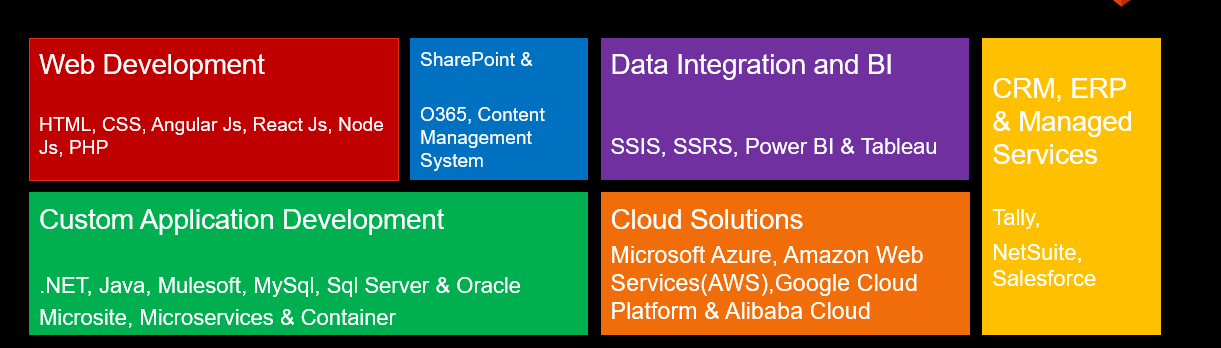 Web Development
HTML, CSS, Angular Js, React Js, Node
Js, PHP
SharePoint &
O365, Content
Management
System
Data Integration and BI
SSIS, SSRS, Power BI & Tableau
CRM, ERP
& Managed
Services
Tally,
NetSuite,
Salesforce
Custom Application Development
.NET, Java, Mulesoft, MySql, Sql Server & Oracle
Microsite, Microservices & Container
Cloud Solutions
Microsoft Azure, Amazon Web
Services(AWS),Google Cloud
Platform & Alibaba Cloud